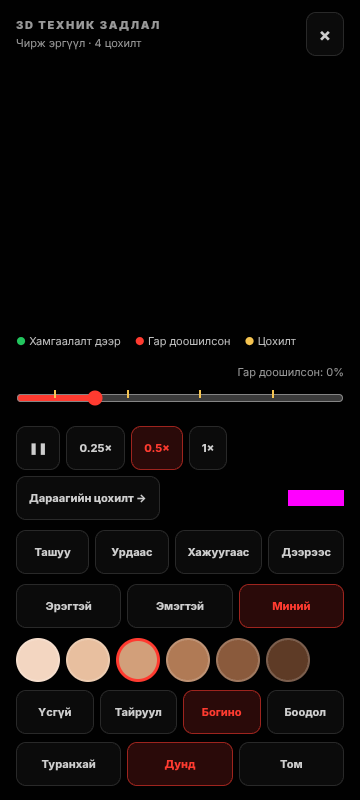 3D ТЕХНИК ЗАДЛАЛ
Чирж эргүүл · 4 цохилт
×
Хамгаалалт дээр Гар доошилсон Цохилт
Гар доошилсон: 0%
0.25× 0.5× 1×
Дараагийн цохилт →
Ташуу Урдаас Хажуугаас Дээрээс
Эрэгтэй Эмэгтэй Миний
Үсгүй Тайруул Богино Боодол
Туранхай Дунд Том